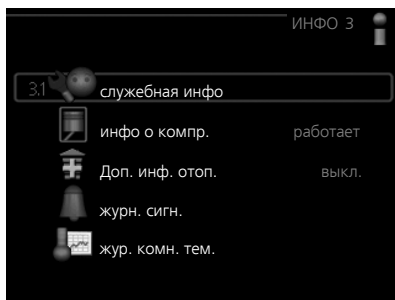 ИНФО 3
3.1 служебная инфо
инфо о компр. работает
Доп. инф. отоп. выкл.
журн. сигн.
жур. комн. тем.